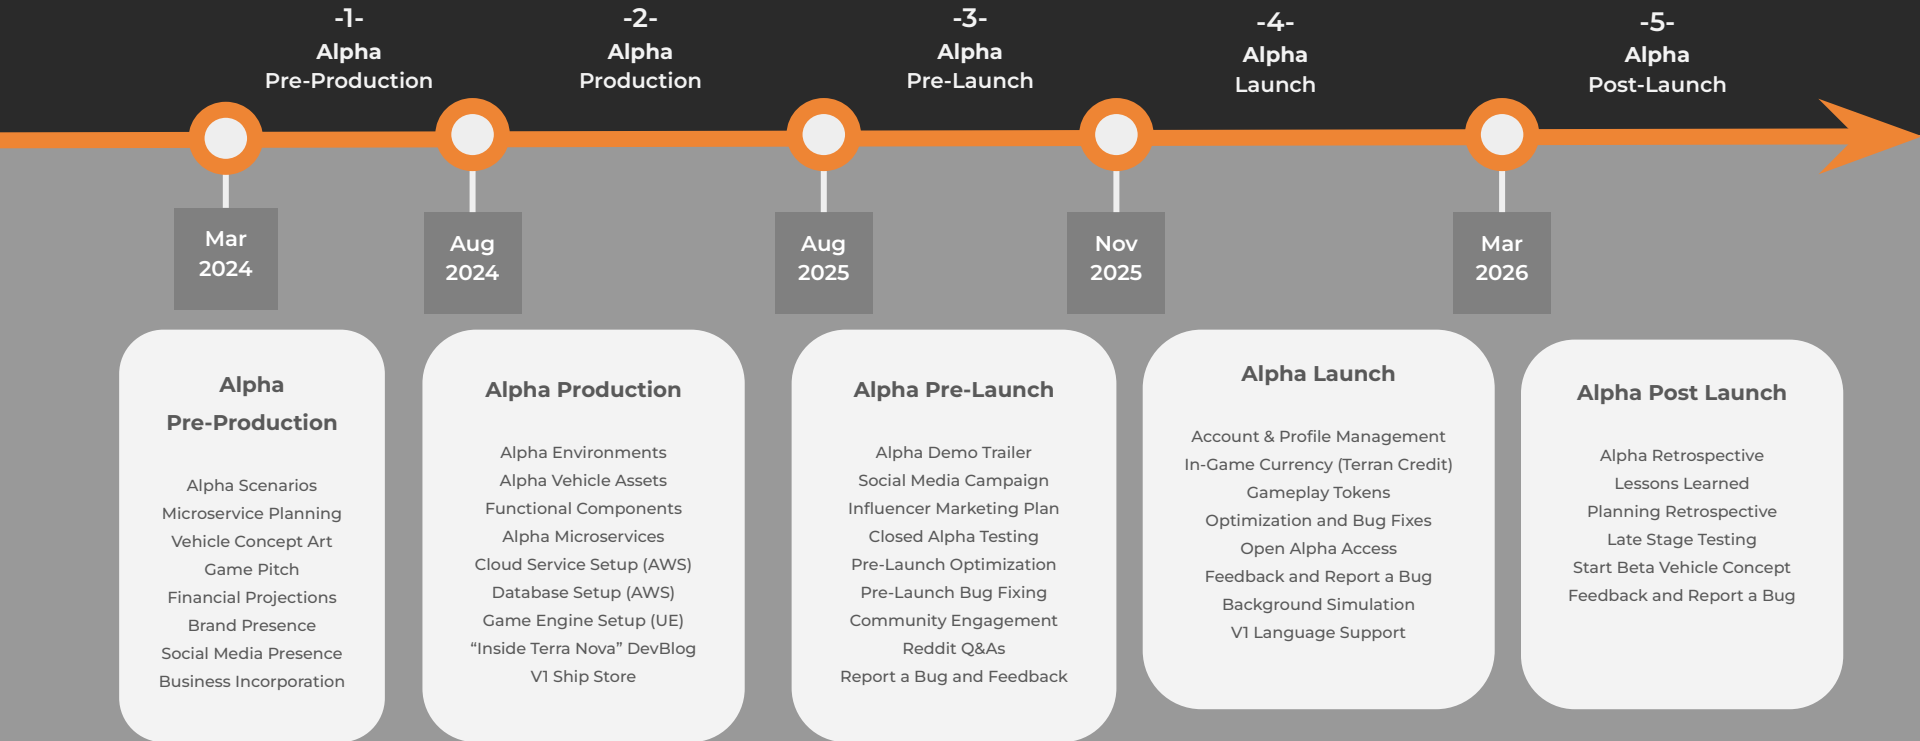 -1-
Alpha
Pre-Production
-2-
Alpha
Production
-3-
Alpha
Pre-Launch
-4-
Alpha
Launch
-5-
Alpha
Post-Launch
Mar
2024
Aug
2024
Aug
2025
Nov
2025
Mar
2026
Alpha
Pre-Production
Alpha Scenarios
Microservice Planning
Vehicle Concept Art
Game Pitch
Financial Projections
Brand Presence
Social Media Presence
Business Incorporation
Alpha Production
Alpha Environments
Alpha Vehicle Assets
Functional Components
Alpha Microservices
Cloud Service Setup (AWS)
Database Setup (AWS)
Game Engine Setup (UE)
“Inside Terra Nova” DevBlog
V1 Ship Store
Alpha Pre-Launch
Alpha Demo Trailer
Social Media Campaign
Influencer Marketing Plan
Closed Alpha Testing
Pre-Launch Optimization
Pre-Launch Bug Fixing
Community Engagement
Reddit Q&As
Report a Bug and Feedback
Alpha Launch
Account & Profile Management
In-Game Currency (Terran Credit)
Gameplay Tokens
Optimization and Bug Fixes
Open Alpha Access
Feedback and Report a Bug
Background Simulation
V1 Language Support
Alpha Post Launch
Alpha Retrospective
Lessons Learned
Planning Retrospective
Late Stage Testing
Start Beta Vehicle Concept
Feedback and Report a Bug